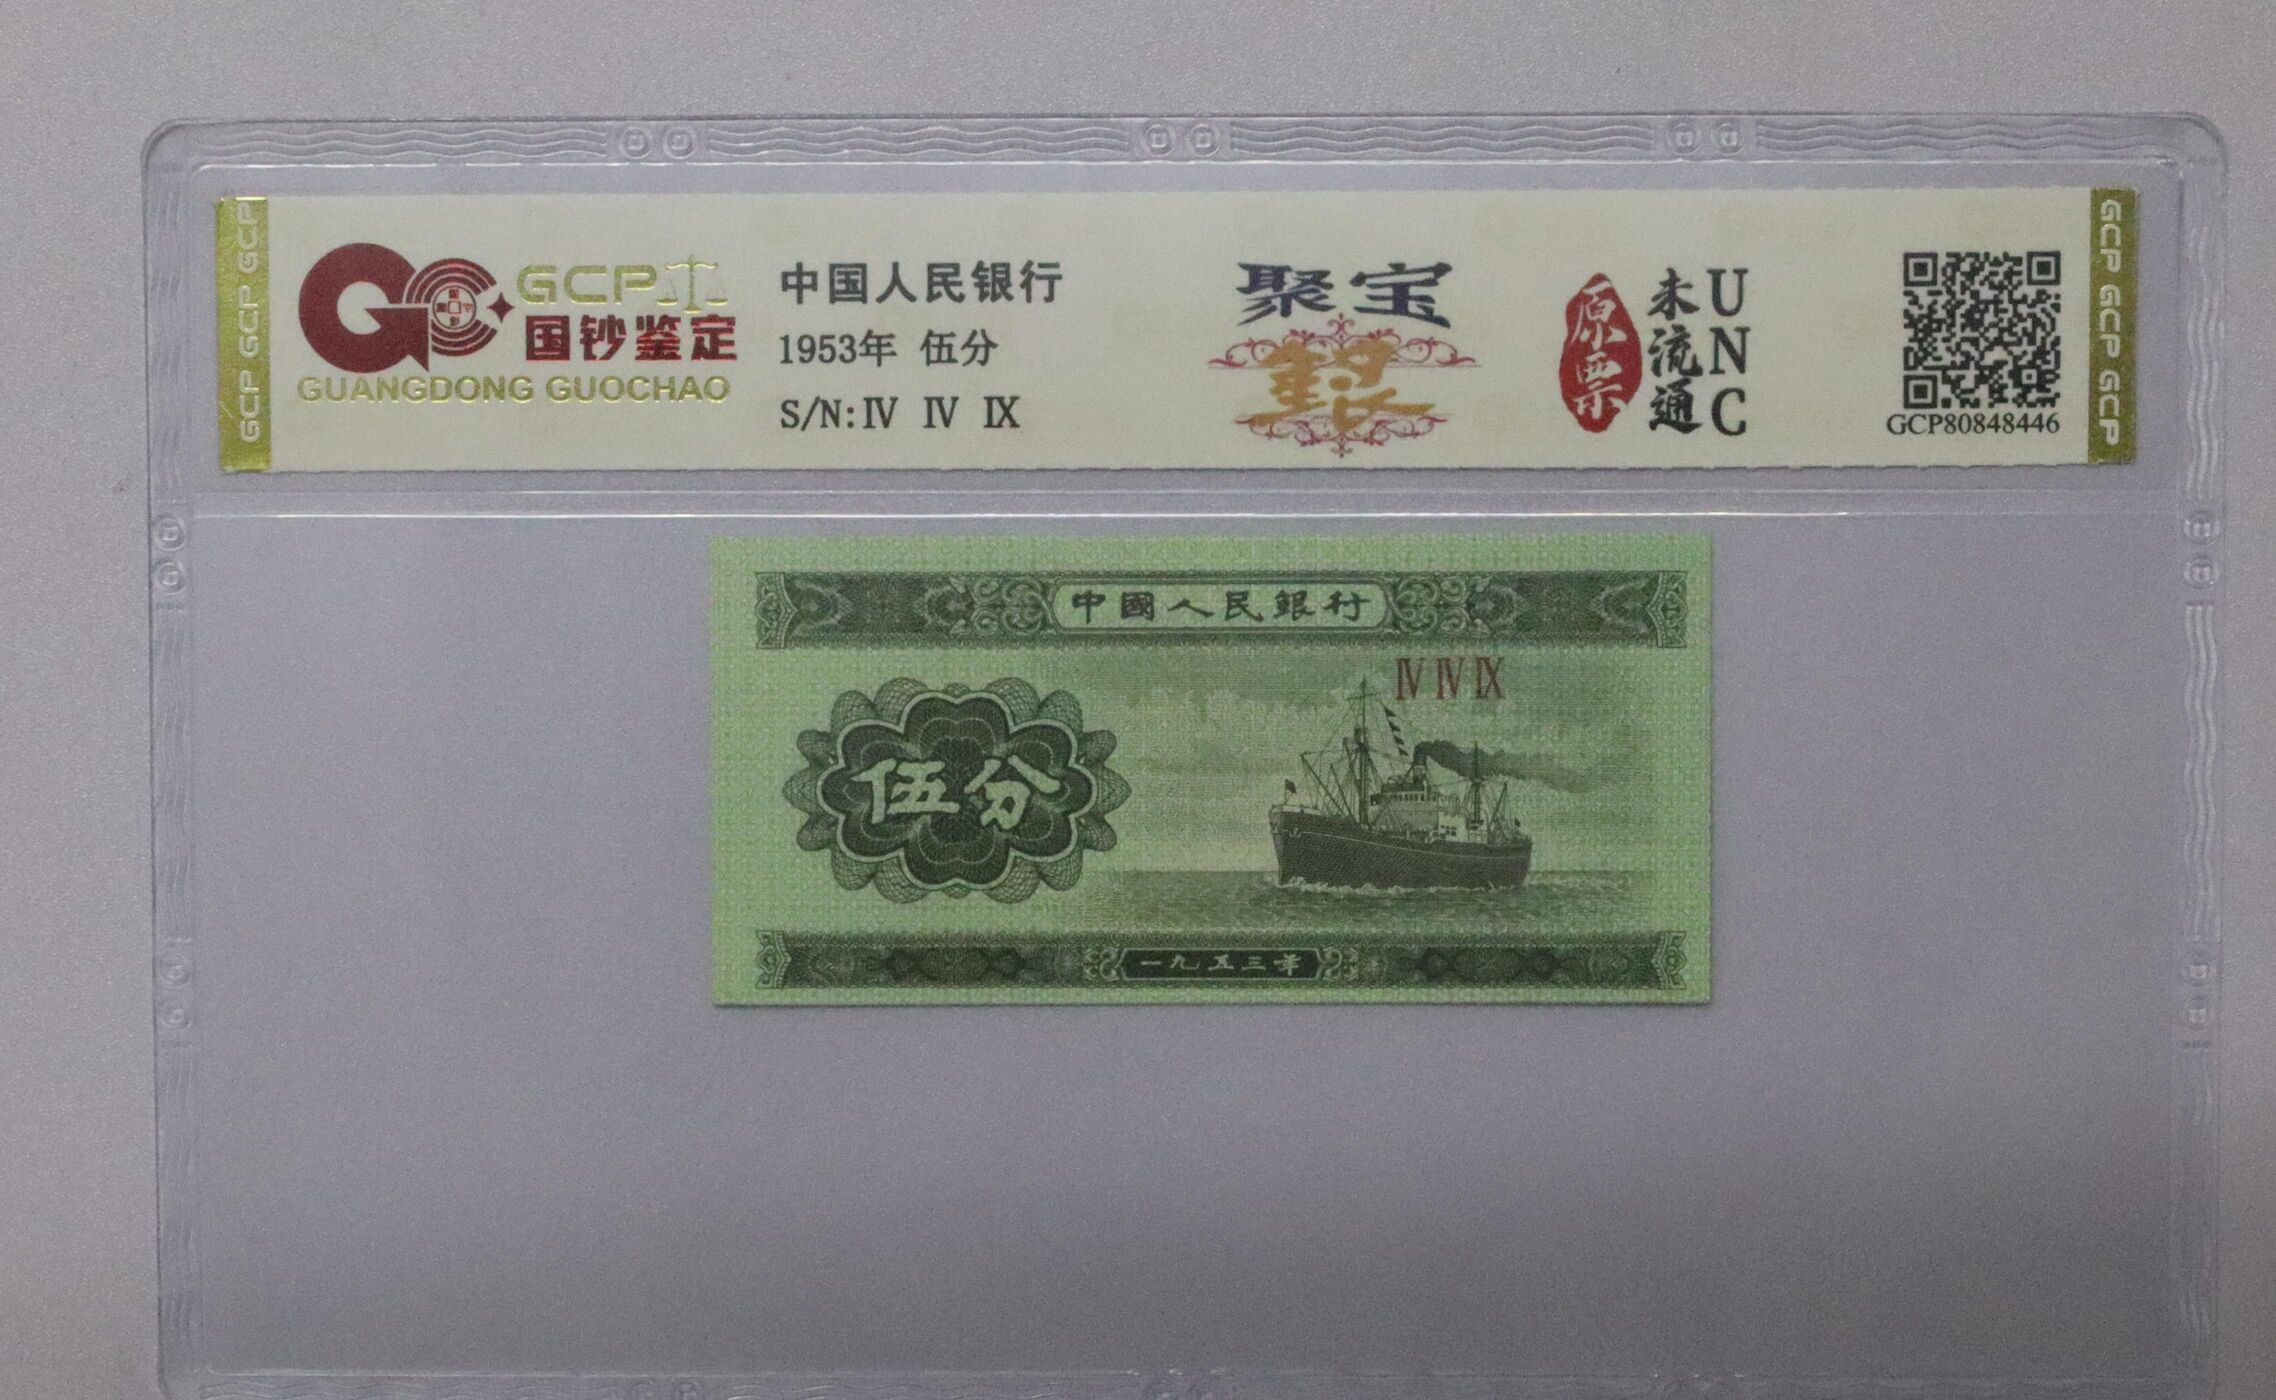 GCP GCP GCP
GCP
国钞鉴定
GUANGDONG GUOCHAO
中国人民银行
1953年 伍分
S/N: IV IV IX
聚宝
原票
未流通
UNC
GCP80848446
GCP GCP GCP
中國人民銀行
IV IV IX
伍分
一九五三年